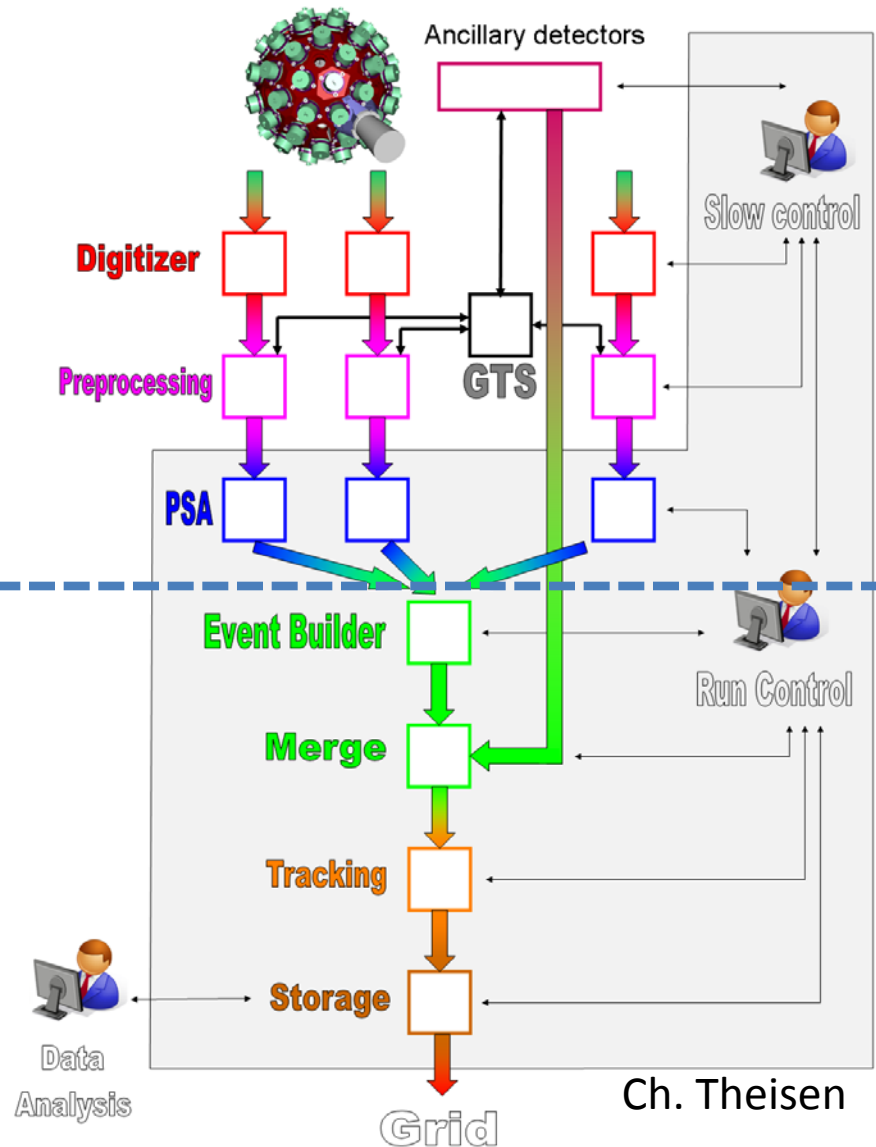 Ancillary detectors
Slow control
Digitizer
Preprocessing
GTS
PSA
Event Builder
Run Control
Merge
Tracking
Storage
Data
Analysis
Ch. Theisen
Grid